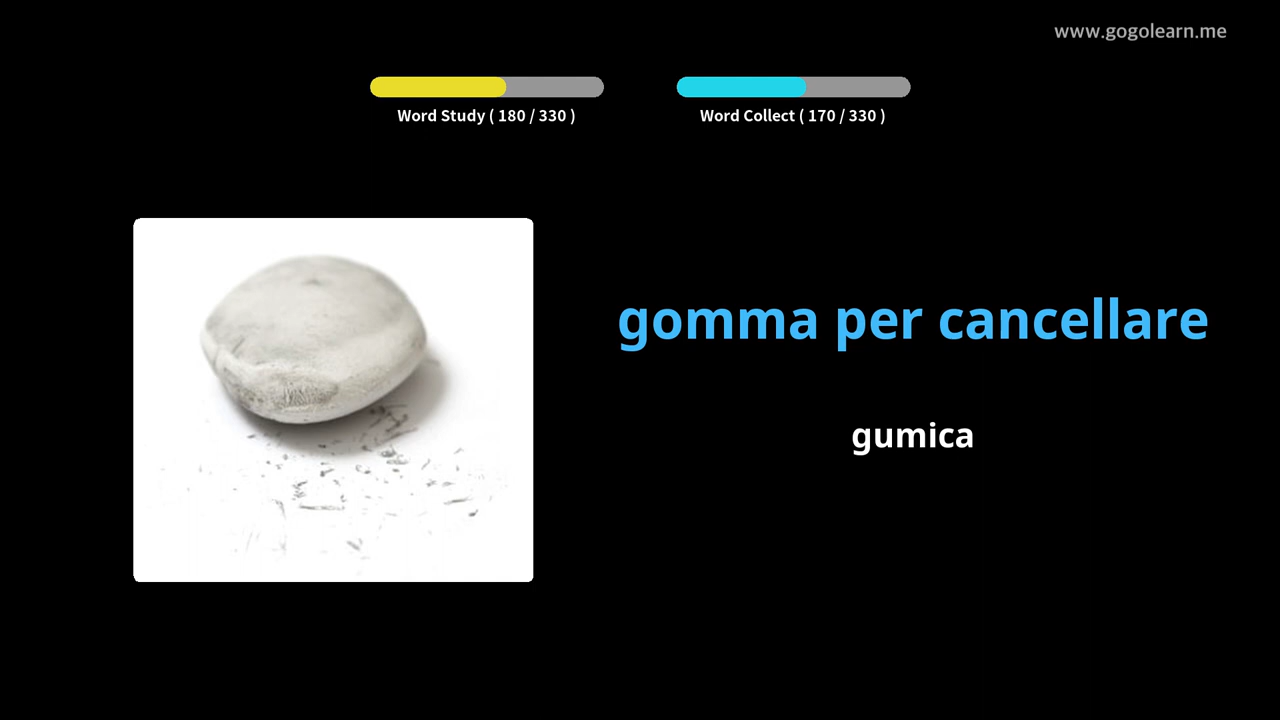 www.gogolearn.me
Word Study ( 180 / 330 )
Word Collect ( 170 / 330 )
gomma per cancellare
gumica